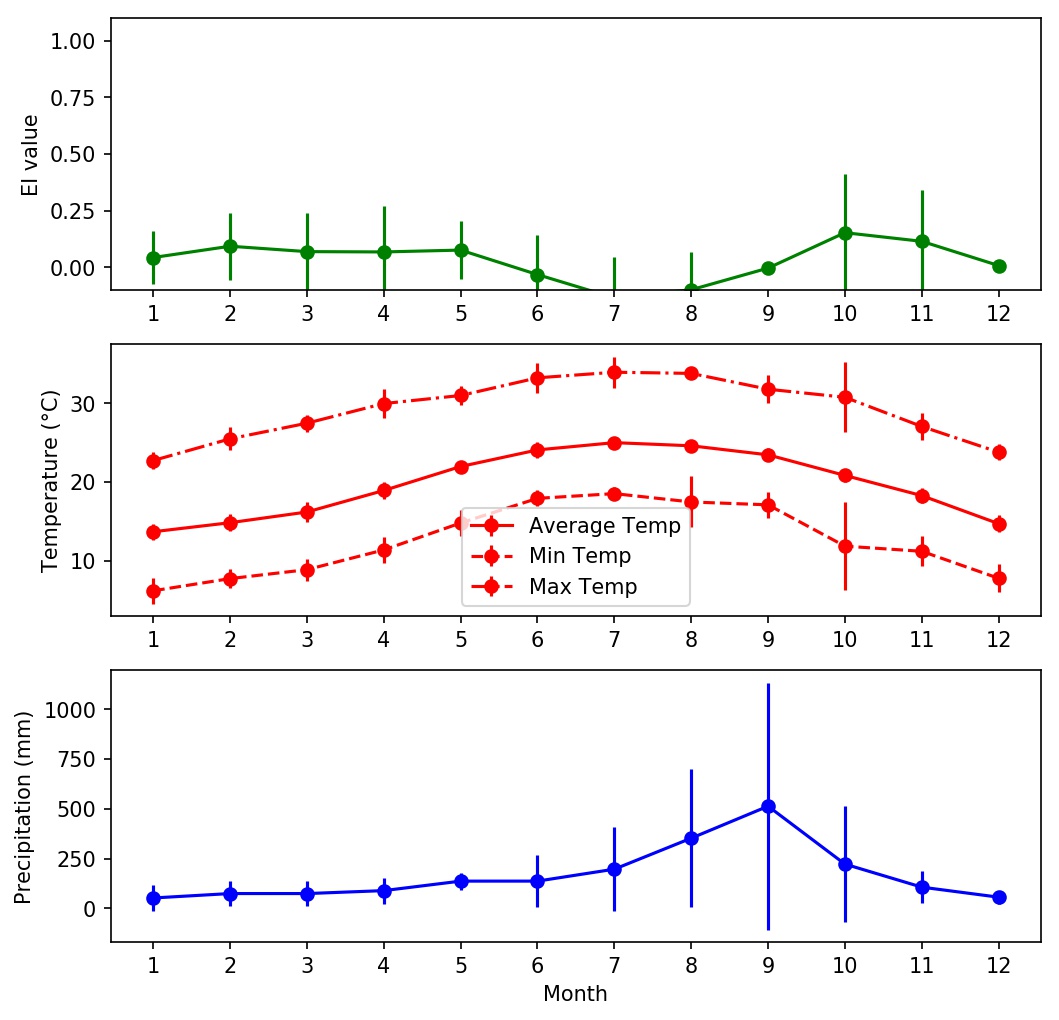 EI value
1.00
0.75
0.50
0.25
0.00
1 2 3 4 5 6 7 8 9 10 11 12
Temperature (°C)
30
20
10
Average Temp
Min Temp
Max Temp
1 2 3 4 5 6 7 8 9 10 11 12
Precipitation (mm)
1000
750
500
250
0
1 2 3 4 5 6 7 8 9 10 11 12
Month